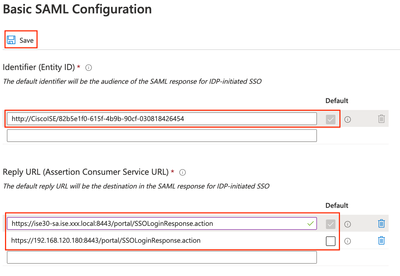 Basic SAML Configuration
Save
Identifier (Entity ID) * ⓘ
The default identifier will be the audience of the SAML response for IDP-initiated SSO
Default
http://CiscoISE/82b5e1f0-615f-4b9b-90cf-030818426454
Reply URL (Assertion Consumer Service URL) * ⓘ
The default reply URL will be the destination in the SAML response for IDP-initiated SSO
Default
https://ise30-sa.ise.xxx.local:8443/portal/SSOLoginResponse.action
https://192.168.120.180:8443/portal/SSOLoginResponse.action